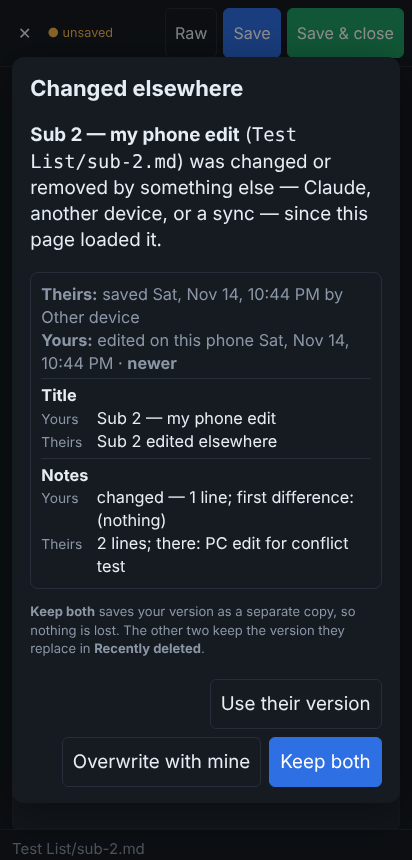 × unsaved Raw Save Save & close
Changed elsewhere
Sub 2 — my phone edit (Test
List/sub-2.md) was changed or
removed by something else — Claude,
another device, or a sync — since this
page loaded it.
Theirs: saved Sat, Nov 14, 10:44 PM by
Other device
Yours: edited on this phone Sat, Nov 14,
10:44 PM · newer
Title
Yours Sub 2 — my phone edit
Theirs Sub 2 edited elsewhere
Notes
Yours changed — 1 line; first difference:
(nothing)
Theirs 2 lines; there: PC edit for conflict
test
Keep both saves your version as a separate copy, so
nothing is lost. The other two keep the version they
replace in Recently deleted.
Use their version
Overwrite with mine Keep both
Test List/sub-2.md